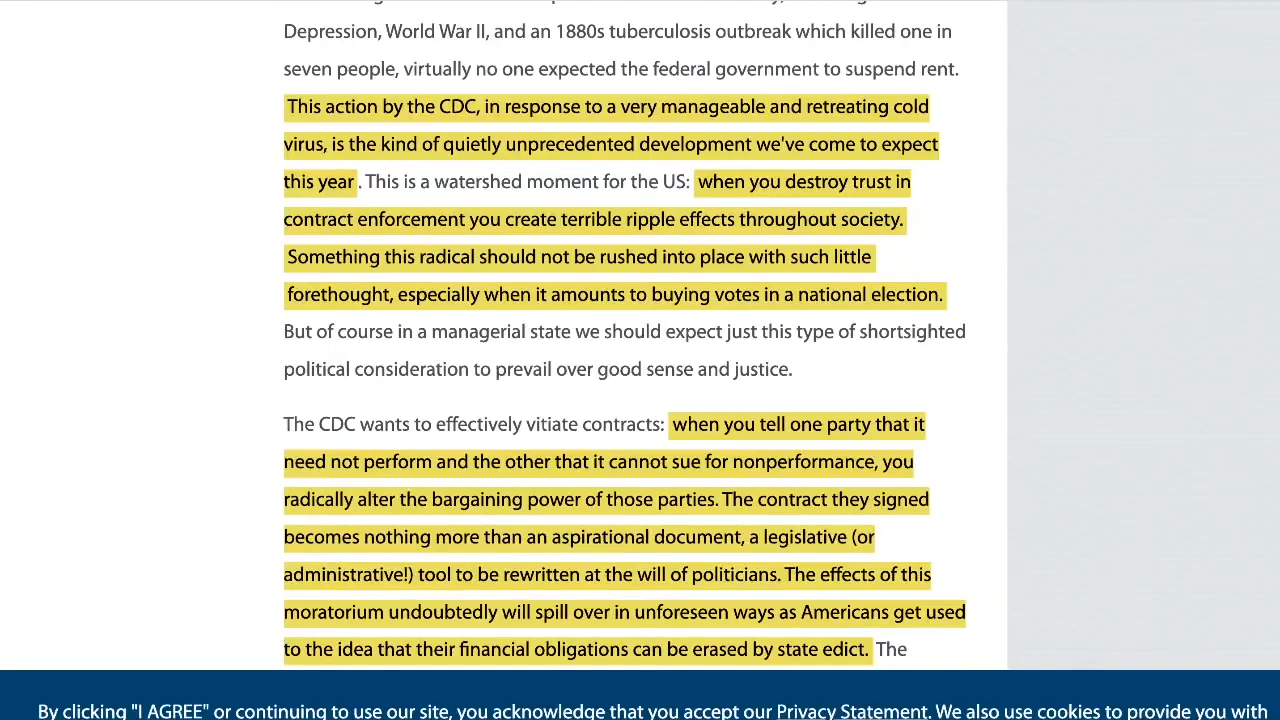 Depression, World War II, and an 1880s tuberculosis outbreak which killed one in
seven people, virtually no one expected the federal government to suspend rent.
This action by the CDC, in response to a very manageable and retreating cold
virus, is the kind of quietly unprecedented development we've come to expect
this year. This is a watershed moment for the US: when you destroy trust in
contract enforcement you create terrible ripple effects throughout society.
Something this radical should not be rushed into place with such little
forethought, especially when it amounts to buying votes in a national election.
But of course in a managerial state we should expect just this type of shortsighted
political consideration to prevail over good sense and justice.
The CDC wants to effectively vitiate contracts: when you tell one party that it
need not perform and the other that it cannot sue for nonperformance, you
radically alter the bargaining power of those parties. The contract they signed
becomes nothing more than an aspirational document, a legislative (or
administrative!) tool to be rewritten at the will of politicians. The effects of this
moratorium undoubtedly will spill over in unforeseen ways as Americans get used
to the idea that their financial obligations can be erased by state edict. The
By clicking "I AGREE" or continuing to use our site, you acknowledge that you accept our Privacy Statement. We also use cookies to provide you with